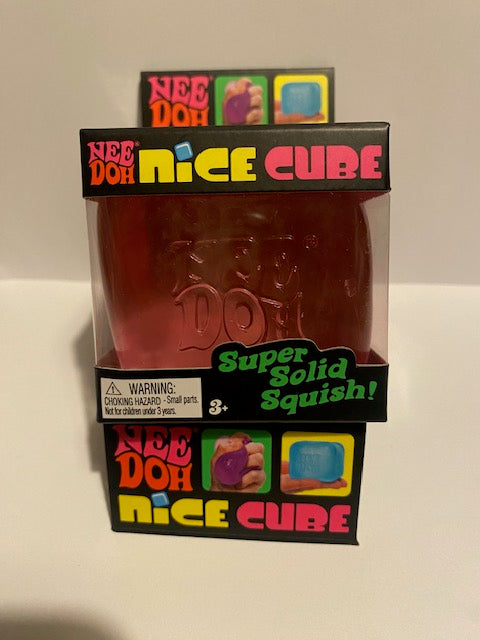 NEE®
DOH
NEE®
DOH
NiCE CUBE
NEE®
DOH
Super
Solid
Squish!
WARNING:
CHOKING HAZARD - Small parts.
Not for children under 3 years.
3+
NEE
DOH
NiCE CUBE